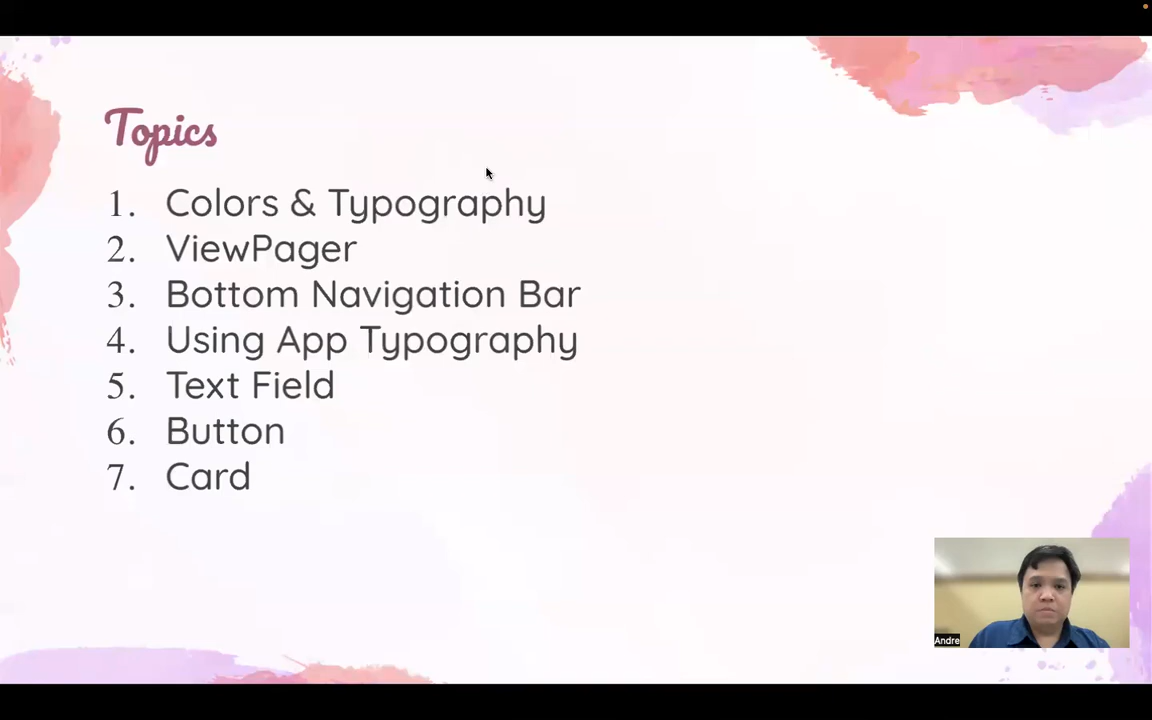 Topics
1. Colors & Typography
2. ViewPager
3. Bottom Navigation Bar
4. Using App Typography
5. Text Field
6. Button
7. Card
Andre